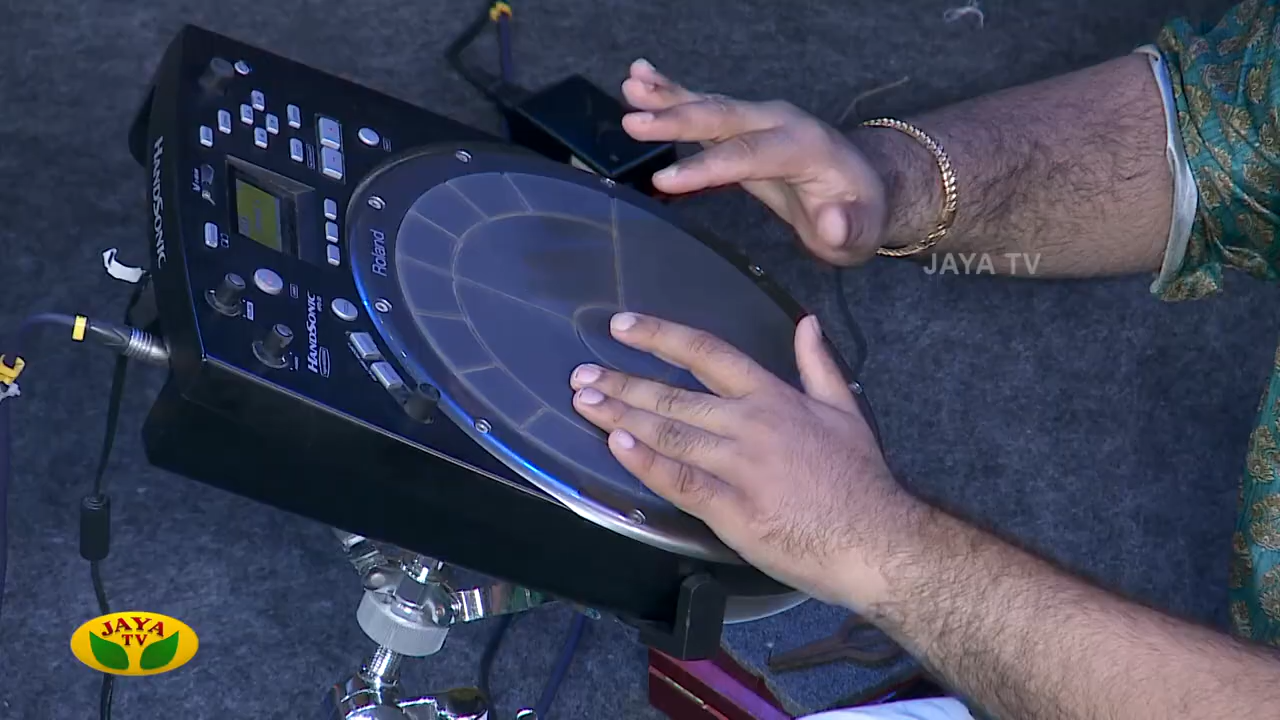 HANDSONIC
Roland
HANDSONIC
JAYA TV
JAYA
TV